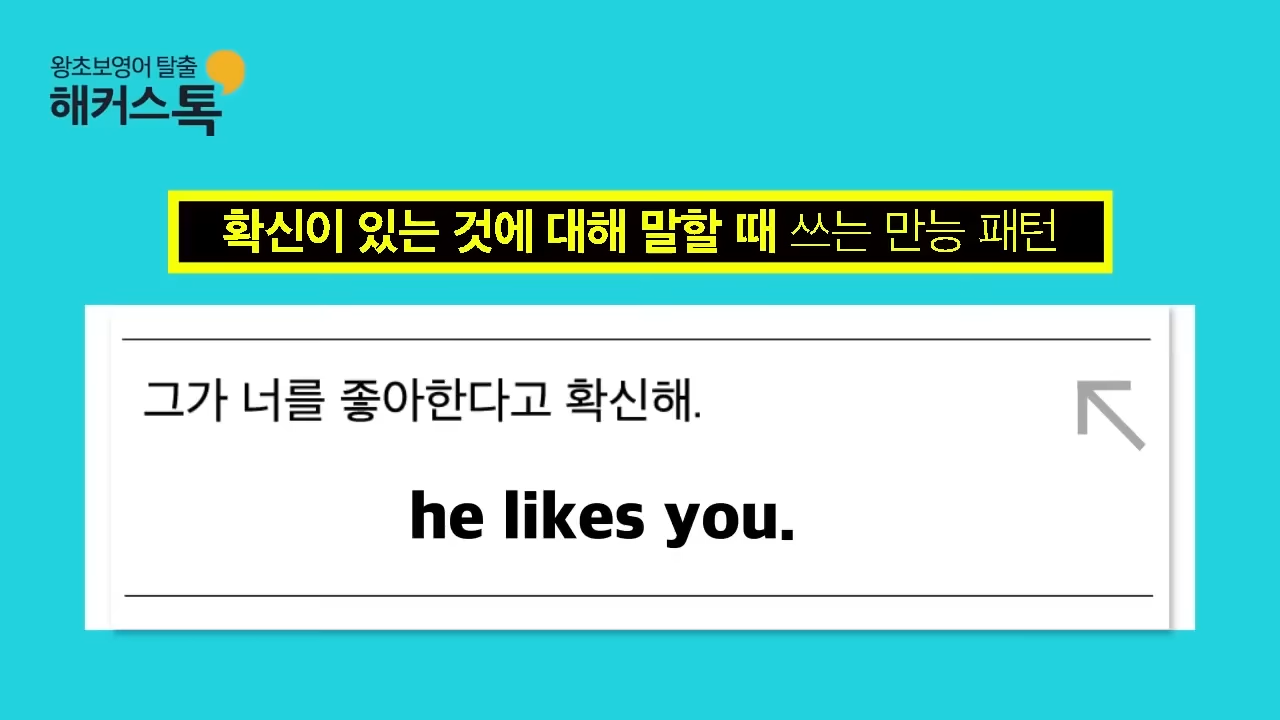 왕초보영어 탈출
해커스톡
확신이 있는 것에 대해 말할 때 쓰는 만능 패턴
그가 너를 좋아한다고 확신해.
he likes you.